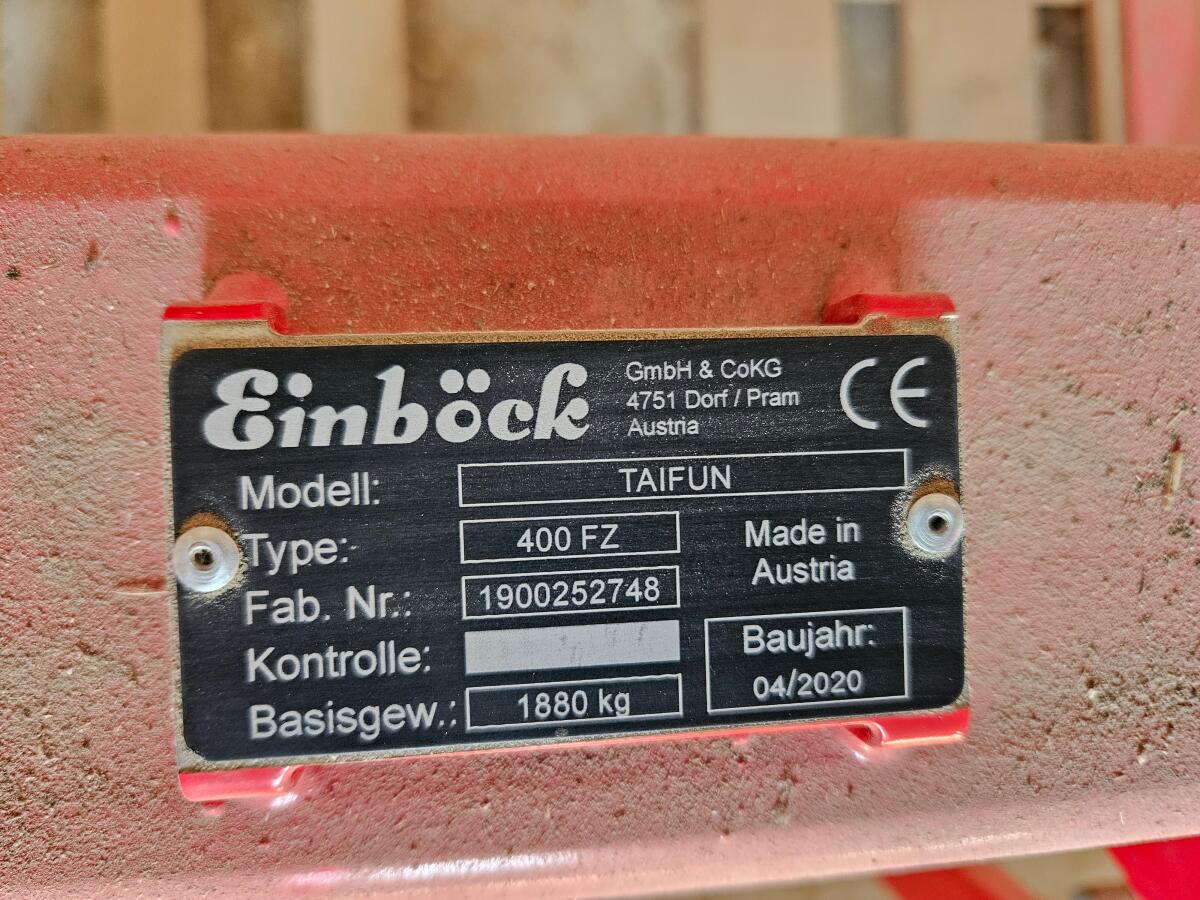 Einböck
GmbH & CoKG
4751 Dorf / Pram
Austria
CE
Modell: TAIFUN
Type: 400 FZ
Made in
Austria
Fab. Nr.: 1900252748
Kontrolle:
Basisgew.: 1880 kg
Baujahr:
04/2020